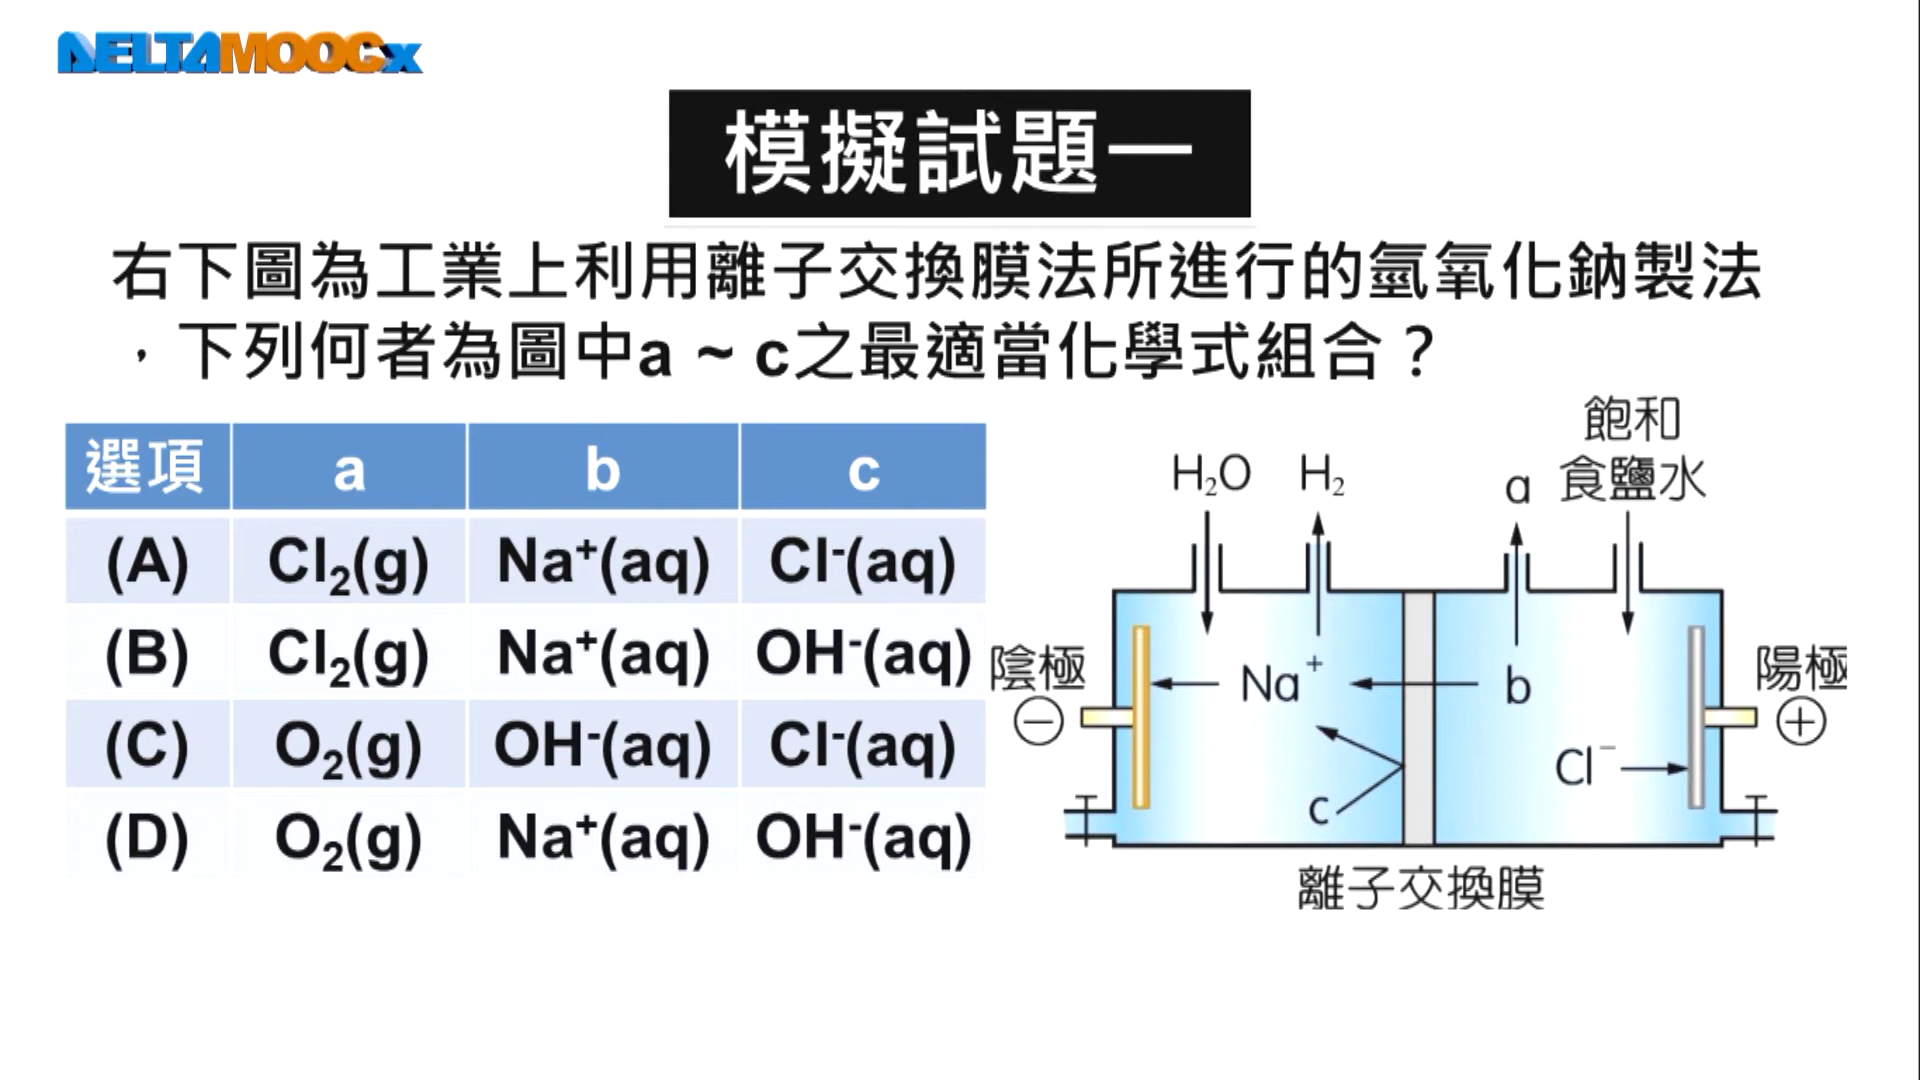 DELTAMOOCx
模擬試題一
右下圖為工業上利用離子交換膜法所進行的氫氧化鈉製法
，下列何者為圖中a ~ c之最適當化學式組合？
選項 a b c
(A) Cl₂(g) Na⁺(aq) Cl⁻(aq)
(B) Cl₂(g) Na⁺(aq) OH⁻(aq)
(C) O₂(g) OH⁻(aq) Cl⁻(aq)
(D) O₂(g) Na⁺(aq) OH⁻(aq)
飽和
食鹽水
H₂O H₂ a
陰極
⊖
Na⁺ b
陽極
⊕
Cl⁻
c
離子交換膜